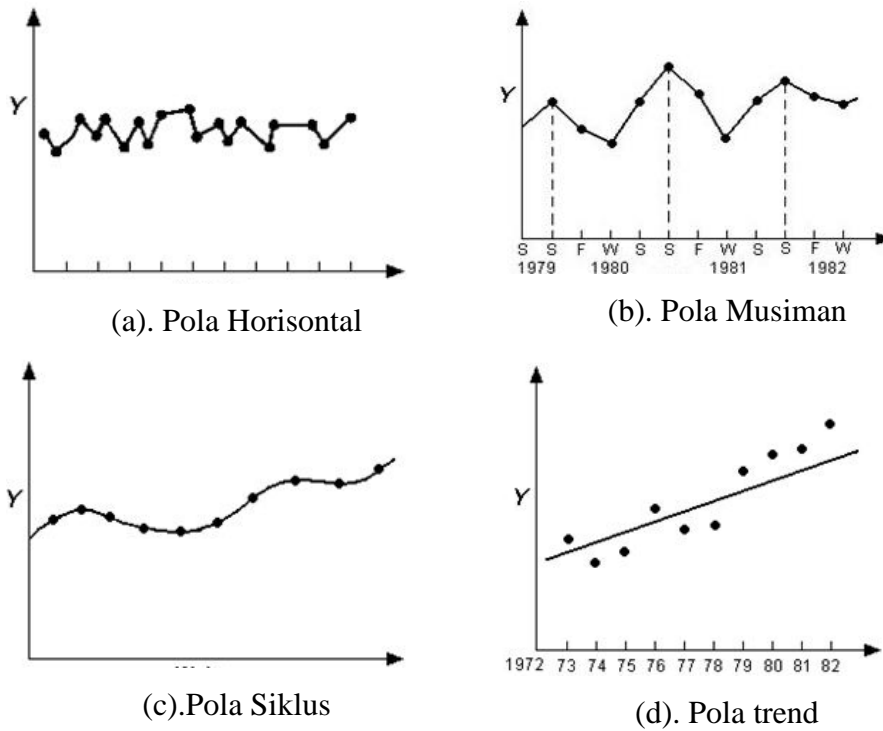 Y
(a). Pola Horisontal
Y
S S F W S S F W S S F W
1979 1980 1981 1982
(b). Pola Musiman
Y
(c).Pola Siklus
Y
1972 73 74 75 76 77 78 79 80 81 82
(d). Pola trend